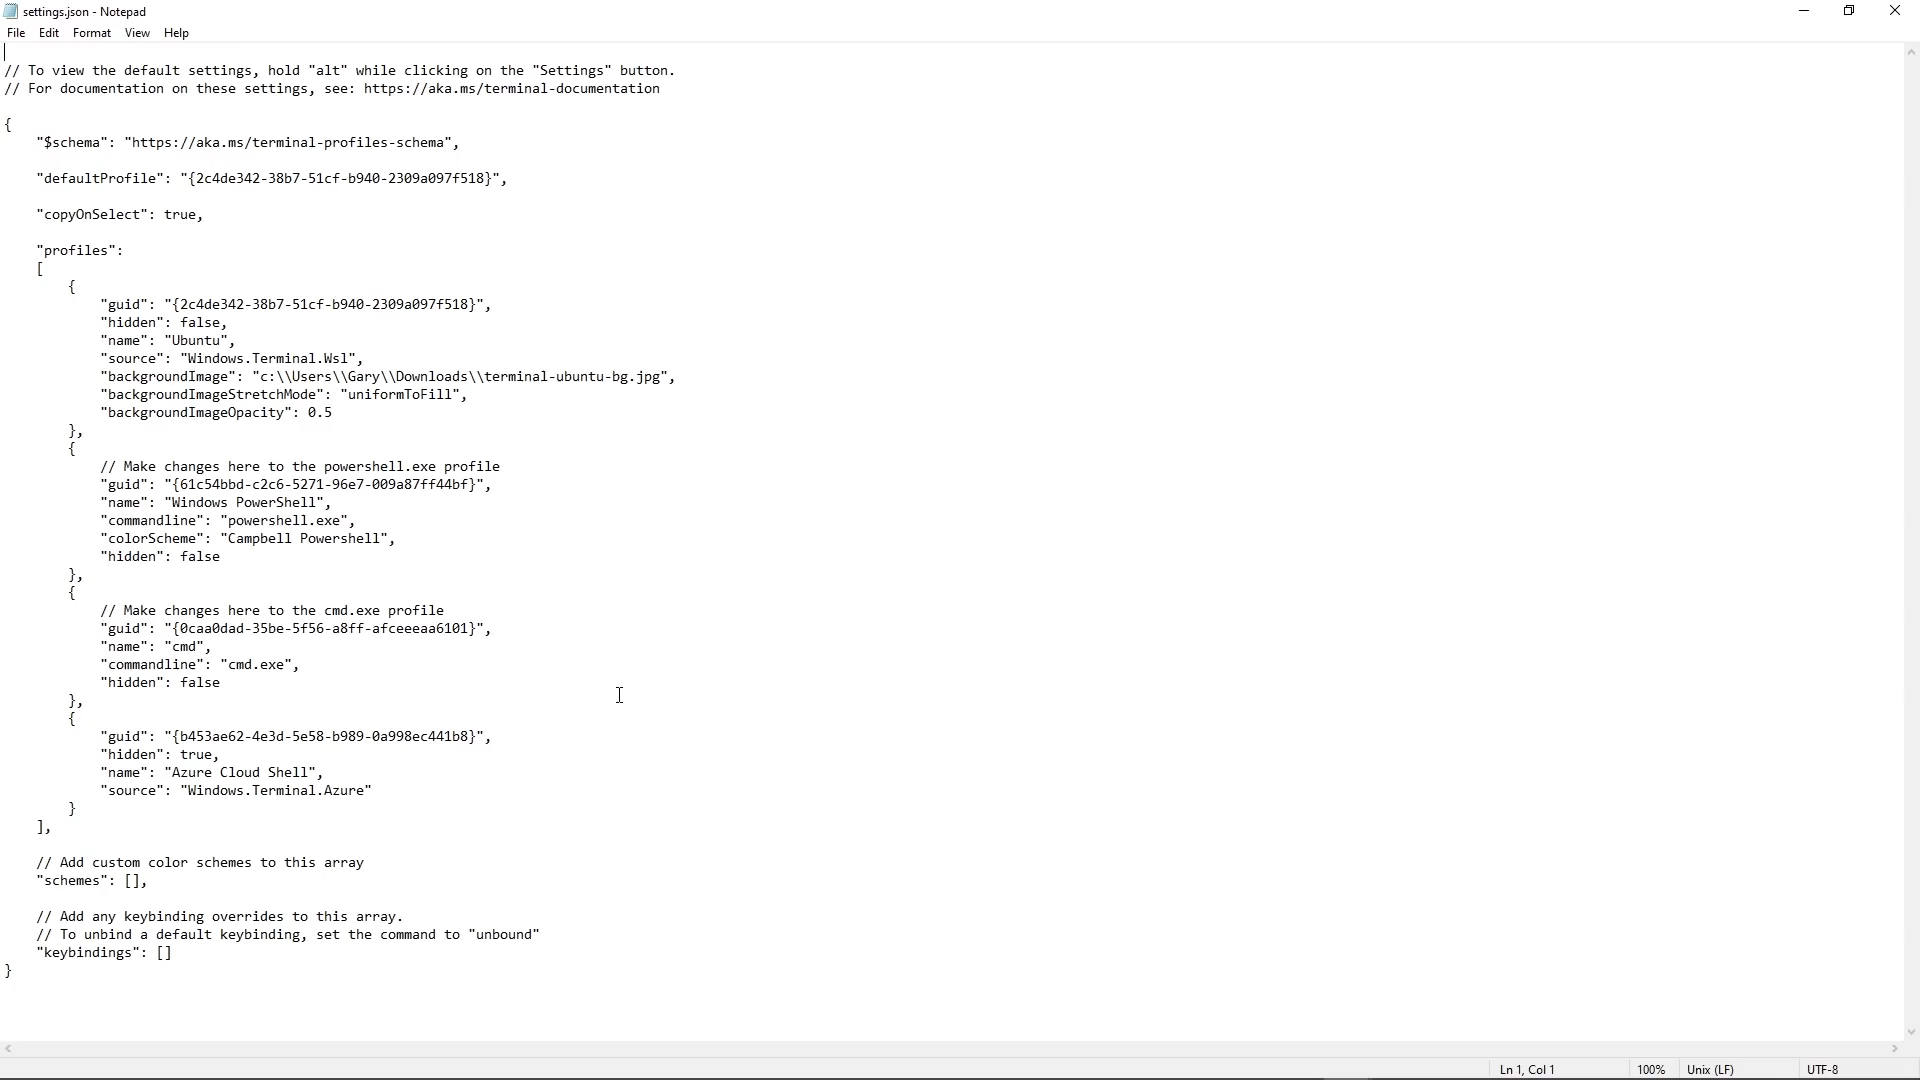 settings.json - Notepad
File Edit Format View Help
// To view the default settings, hold "alt" while clicking on the "Settings" button.
// For documentation on these settings, see: https://aka.ms/terminal-documentation
{
"$schema": "https://aka.ms/terminal-profiles-schema",
"defaultProfile": "{2c4de342-38b7-51cf-b940-2309a097f518}",
"copyOnSelect": true,
"profiles":
[
{
"guid": "{2c4de342-38b7-51cf-b940-2309a097f518}",
"hidden": false,
"name": "Ubuntu",
"source": "Windows.Terminal.Wsl",
"backgroundImage": "c:\\Users\\Gary\\Downloads\\terminal-ubuntu-bg.jpg",
"backgroundImageStretchMode": "uniformToFill",
"backgroundImageOpacity": 0.5
},
{
// Make changes here to the powershell.exe profile
"guid": "{61c54bbd-c2c6-5271-96e7-009a87ff44bf}",
"name": "Windows PowerShell",
"commandline": "powershell.exe",
"colorScheme": "Campbell Powershell",
"hidden": false
},
{
// Make changes here to the cmd.exe profile
"guid": "{0caa0dad-35be-5f56-a8ff-afceeeaa6101}",
"name": "cmd",
"commandline": "cmd.exe",
"hidden": false
},
{
"guid": "{b453ae62-4e3d-5e58-b989-0a998ec441b8}",
"hidden": true,
"name": "Azure Cloud Shell",
"source": "Windows.Terminal.Azure"
}
],
// Add custom color schemes to this array
"schemes": [],
// Add any keybinding overrides to this array.
// To unbind a default keybinding, set the command to "unbound"
"keybindings": []
}
Ln 1, Col 1 100% Unix (LF) UTF-8